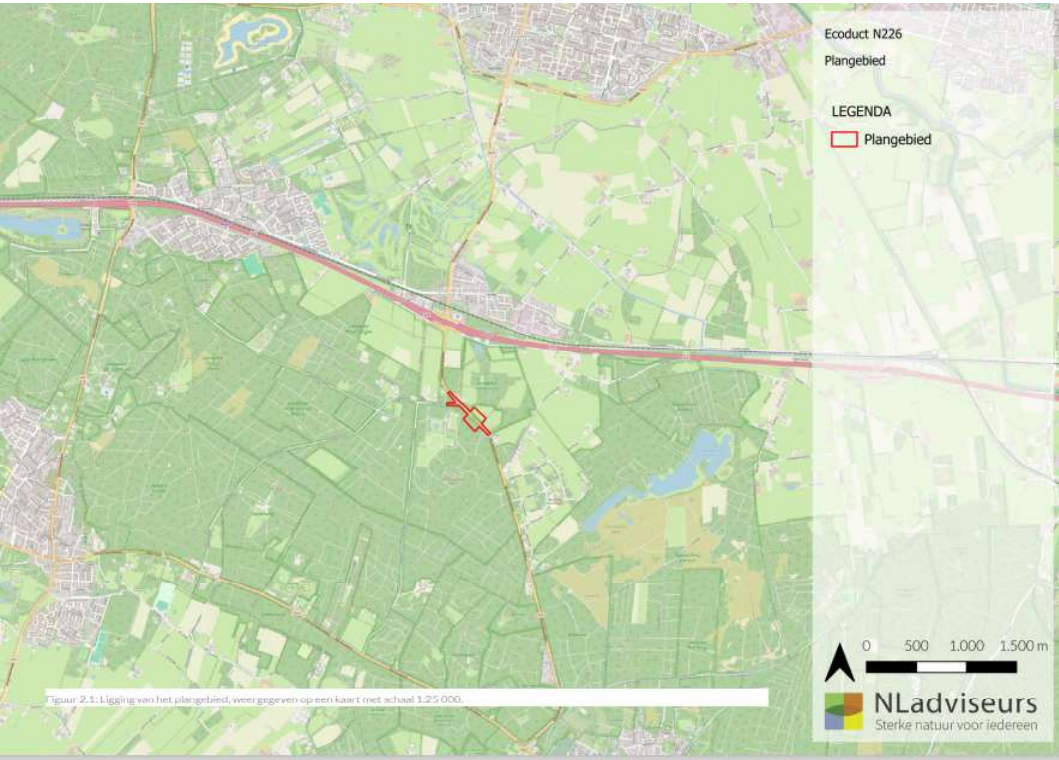 Ecoduct N226
Plangebied
LEGENDA
Plangebied
0 500 1.000 1.500 m
NLadviseurs
Sterke natuur voor iedereen
Figuur 2.1: Ligging van het plangebied, weergegeven op een kaart met schaal 1:25 000.